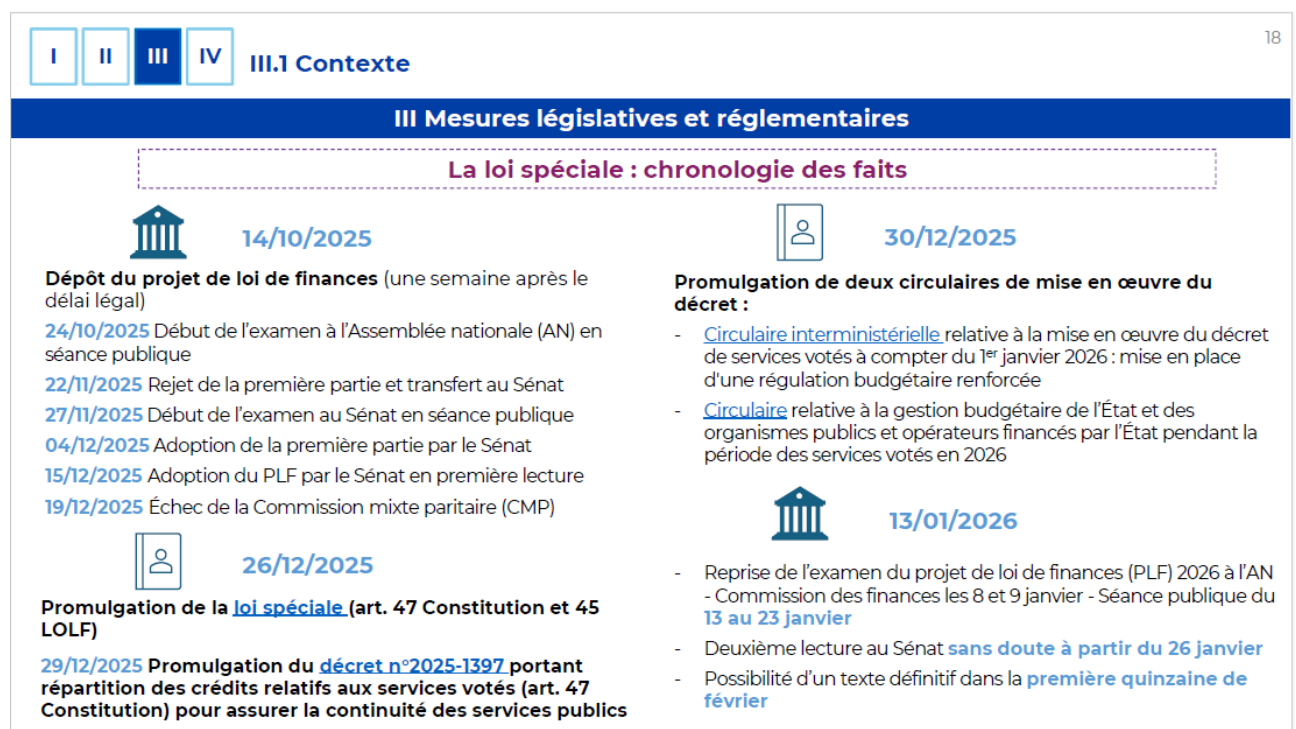 I II III IV
III.1 Contexte
18
III Mesures législatives et réglementaires
La loi spéciale : chronologie des faits
14/10/2025
Dépôt du projet de loi de finances (une semaine après le
délai légal)
24/10/2025 Début de l'examen à l'Assemblée nationale (AN) en
séance publique
22/11/2025 Rejet de la première partie et transfert au Sénat
27/11/2025 Début de l'examen au Sénat en séance publique
04/12/2025 Adoption de la première partie par le Sénat
15/12/2025 Adoption du PLF par le Sénat en première lecture
19/12/2025 Échec de la Commission mixte paritaire (CMP)
26/12/2025
Promulgation de la loi spéciale (art. 47 Constitution et 45
LOLF)
29/12/2025 Promulgation du décret n°2025-1397 portant
répartition des crédits relatifs aux services votés (art. 47
Constitution) pour assurer la continuité des services publics
30/12/2025
Promulgation de deux circulaires de mise en œuvre du
décret :
- Circulaire interministérielle relative à la mise en œuvre du décret
de services votés à compter du 1er janvier 2026 : mise en place
d'une régulation budgétaire renforcée
- Circulaire relative à la gestion budgétaire de l'État et des
organismes publics et opérateurs financés par l'État pendant la
période des services votés en 2026
13/01/2026
- Reprise de l'examen du projet de loi de finances (PLF) 2026 à l'AN
- Commission des finances les 8 et 9 janvier - Séance publique du
13 au 23 janvier
- Deuxième lecture au Sénat sans doute à partir du 26 janvier
- Possibilité d'un texte définitif dans la première quinzaine de
février